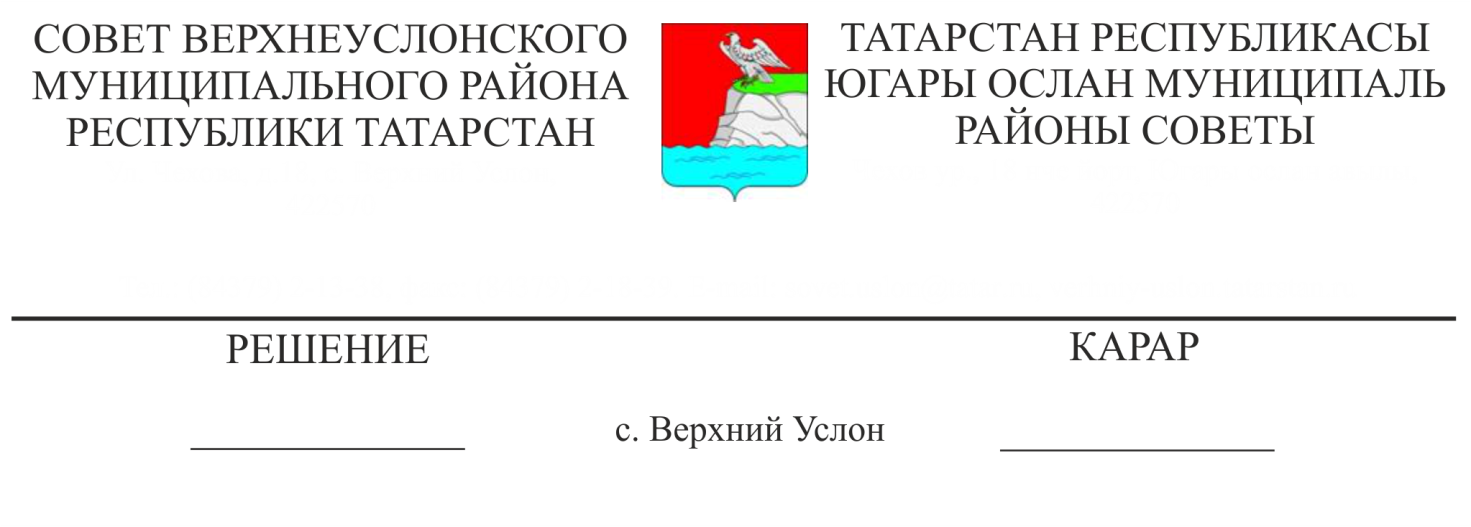 СОВЕТ ВЕРХНЕУСЛОНСКОГО
МУНИЦИПАЛЬНОГО РАЙОНА
РЕСПУБЛИКИ ТАТАРСТАН
ТАТАРСТАН РЕСПУБЛИКАСЫ
ЮГАРЫ ОСЛАН МУНИЦИПАЛЬ
РАЙОНЫ СОВЕТЫ
РЕШЕНИЕ
КАРАР
с. Верхний Услон